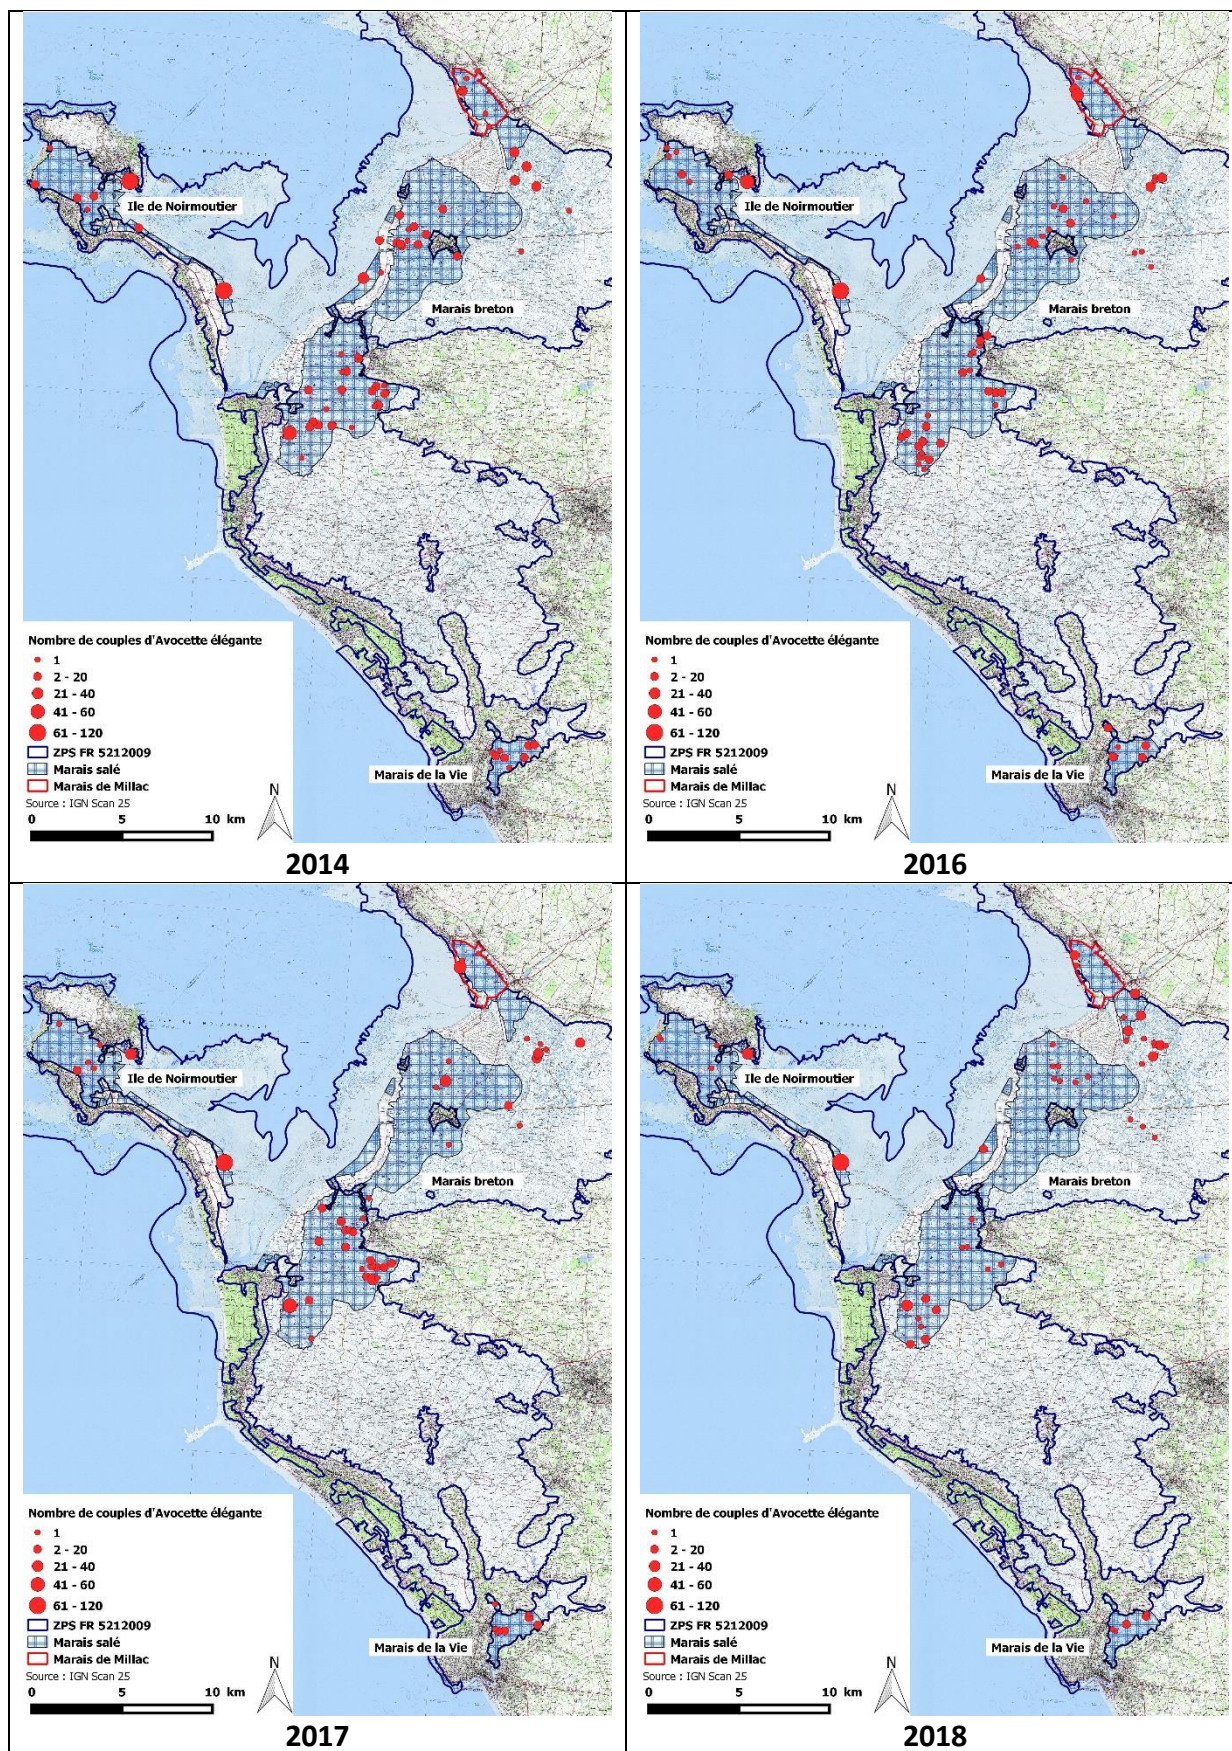 Ile de Noirmoutier
Marais breton
Nombre de couples d'Avocette élégante
1
2 - 20
21 - 40
41 - 60
61 - 120
ZPS FR 5212009
Marais de la Vie
Marais salé
Marais de Millac
Source : IGN Scan 25
N
0 5 10 km
2014
Ile de Noirmoutier
Marais breton
Nombre de couples d'Avocette élégante
1
2 - 20
21 - 40
41 - 60
61 - 120
ZPS FR 5212009
Marais de la Vie
Marais salé
Marais de Millac
Source : IGN Scan 25
N
0 5 10 km
2016
Ile de Noirmoutier
Marais breton
Nombre de couples d'Avocette élégante
1
2 - 20
21 - 40
41 - 60
61 - 120
ZPS FR 5212009
Marais de la Vie
Marais salé
Marais de Millac
Source : IGN Scan 25
N
0 5 10 km
2017
Ile de Noirmoutier
Marais breton
Nombre de couples d'Avocette élégante
1
2 - 20
21 - 40
41 - 60
61 - 120
ZPS FR 5212009
Marais de la Vie
Marais salé
Marais de Millac
Source : IGN Scan 25
N
0 5 10 km
2018